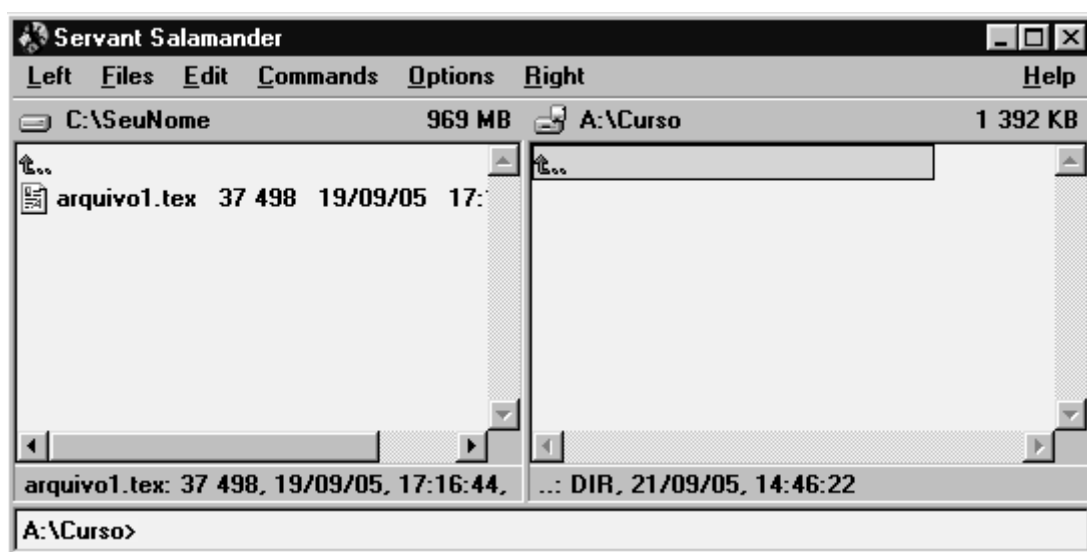 Servant Salamander
Left Files Edit Commands Options Right Help
C:\SeuNome 969 MB A:\Curso 1 392 KB
.. ..
arquivo1.tex 37 498 19/09/05 17:
arquivo1.tex: 37 498, 19/09/05, 17:16:44, ..: DIR, 21/09/05, 14:46:22
A:\Curso>